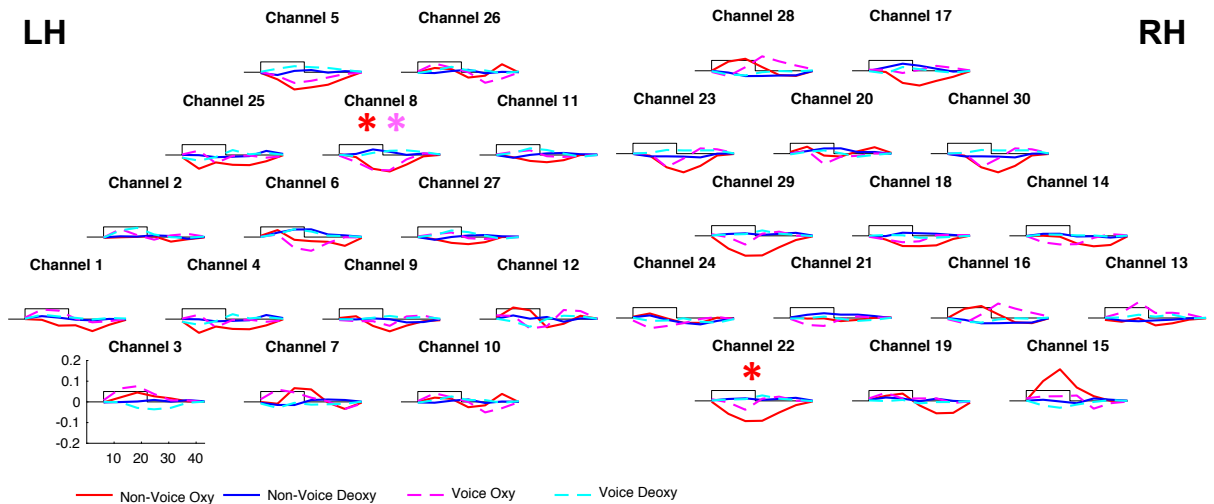 LH
RH
Channel 5
Channel 26
Channel 28
Channel 17
Channel 25
Channel 8
Channel 11
Channel 23
Channel 20
Channel 30
* *
Channel 2
Channel 6
Channel 27
Channel 29
Channel 18
Channel 14
Channel 1
Channel 4
Channel 9
Channel 12
Channel 24
Channel 21
Channel 16
Channel 13
Channel 3
Channel 7
Channel 10
Channel 22
Channel 19
Channel 15
*
0.2
0.1
0
-0.1
-0.2
10 20 30 40
Non-Voice Oxy
Non-Voice Deoxy
Voice Oxy
Voice Deoxy